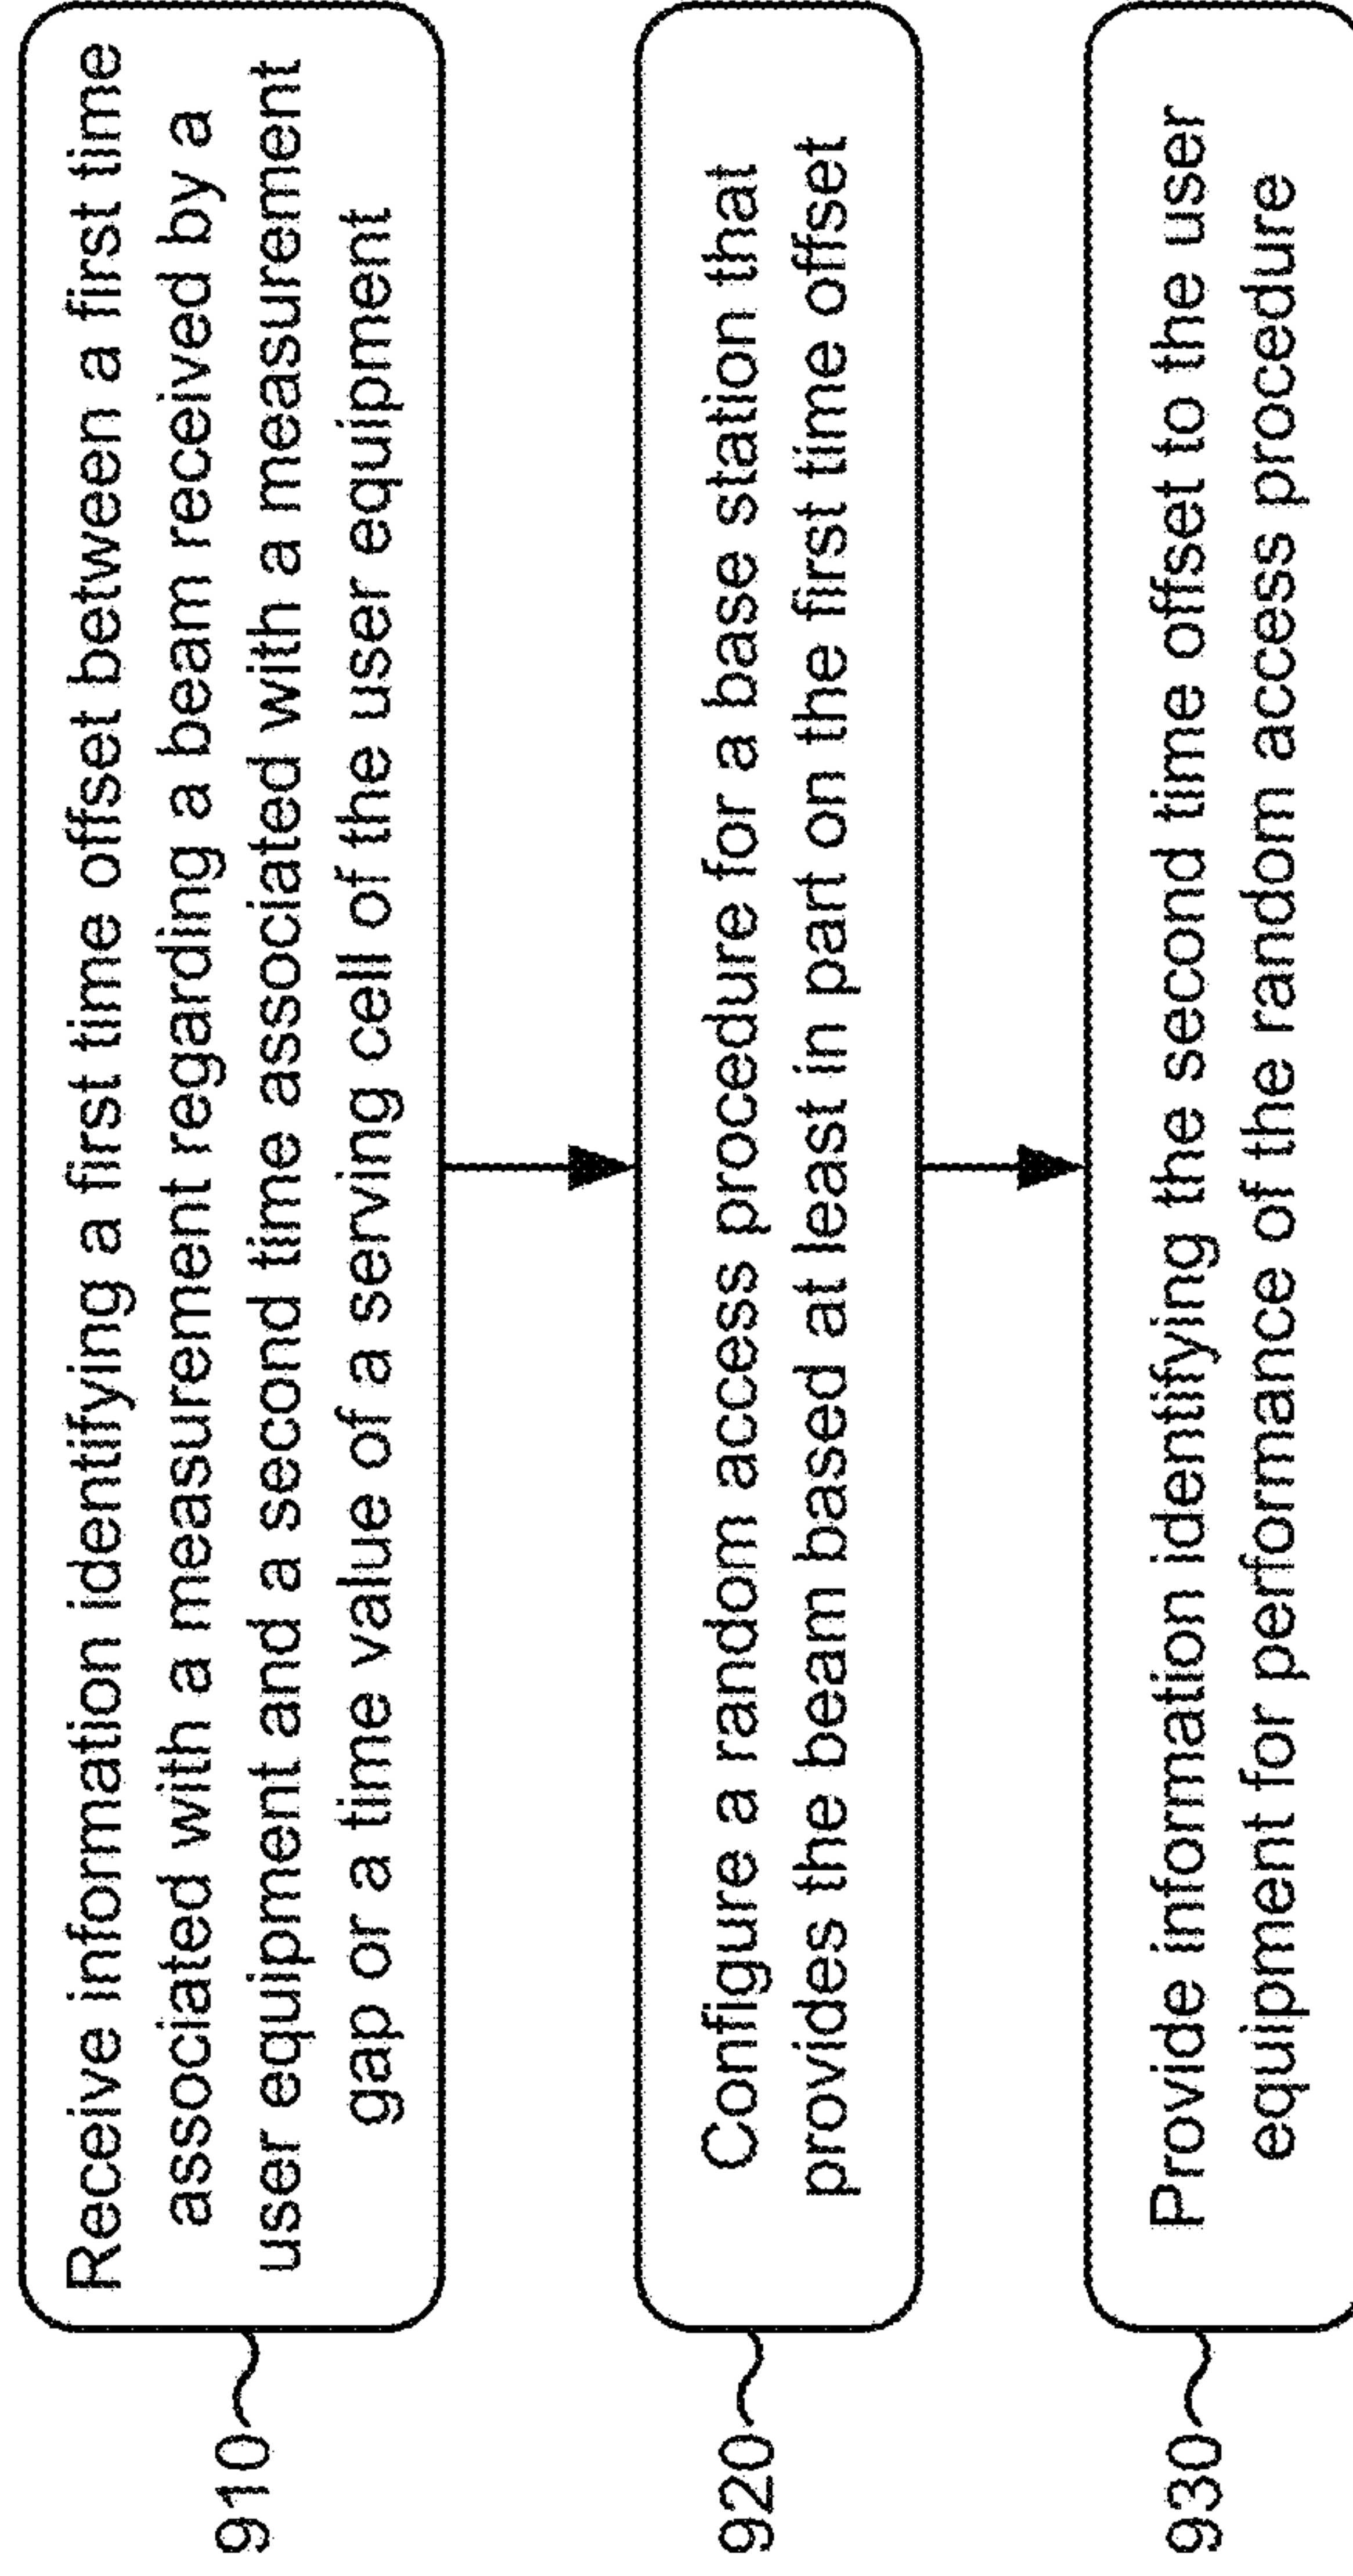 910
Receive information identifying a first time offset between a first time
associated with a measurement regarding a beam received by a
user equipment and a second time associated with a measurement
gap or a time value of a serving cell of the user equipment
920
Configure a random access procedure for a base station that
provides the beam based at least in part on the first time offset
930
Provide information identifying the second time offset to the user
equipment for performance of the random access procedure